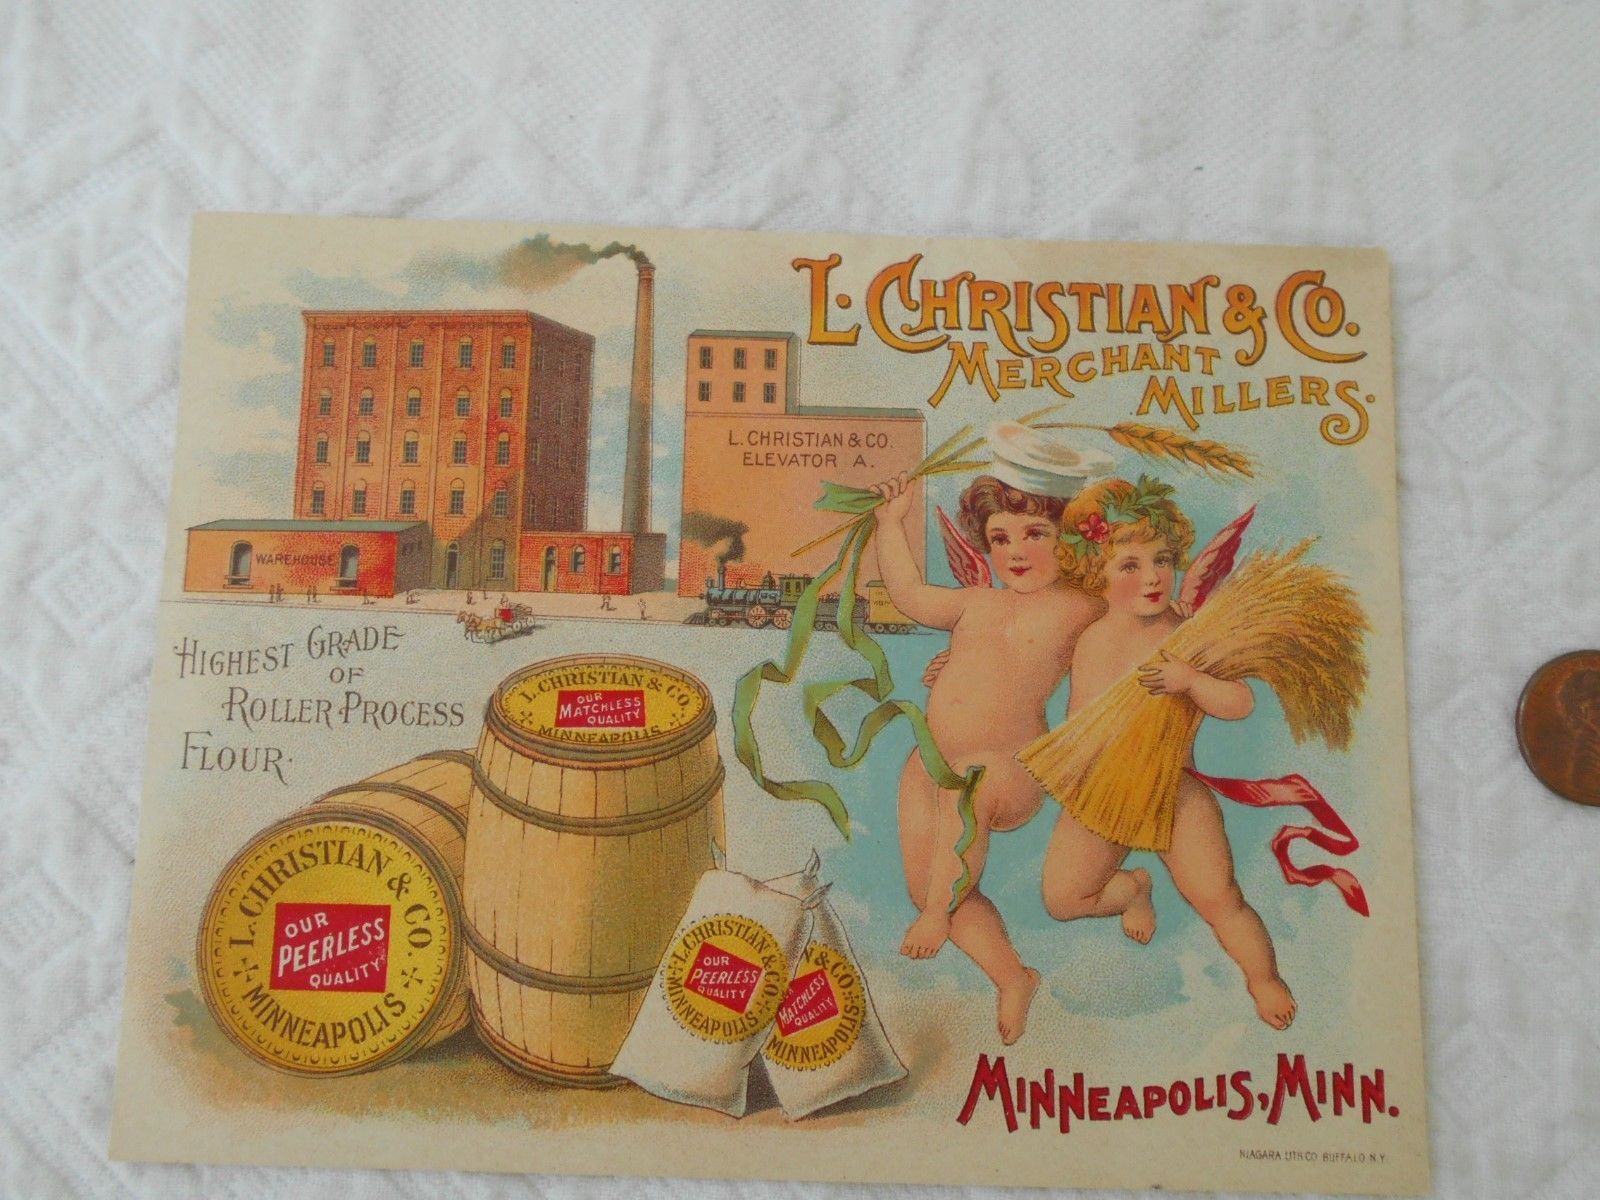 L. CHRISTIAN & CO.
MERCHANT
MILLERS.
L. CHRISTIAN & CO.
ELEVATOR A.
WAREHOUSE
HIGHEST GRADE
OF
ROLLER PROCESS
FLOUR.
L. CHRISTIAN & CO.
OUR
MATCHLESS
QUALITY
MINNEAPOLIS
L. CHRISTIAN & CO.
OUR
PEERLESS
QUALITY
MINNEAPOLIS
L. CHRISTIAN & CO.
OUR
PEERLESS
QUALITY
MINNEAPOLIS
N & CO.
MATCHLESS
QUALITY
MINNEAPOLIS
MINNEAPOLIS, MINN.
NIAGARA LITH CO. BUFFALO N.Y.